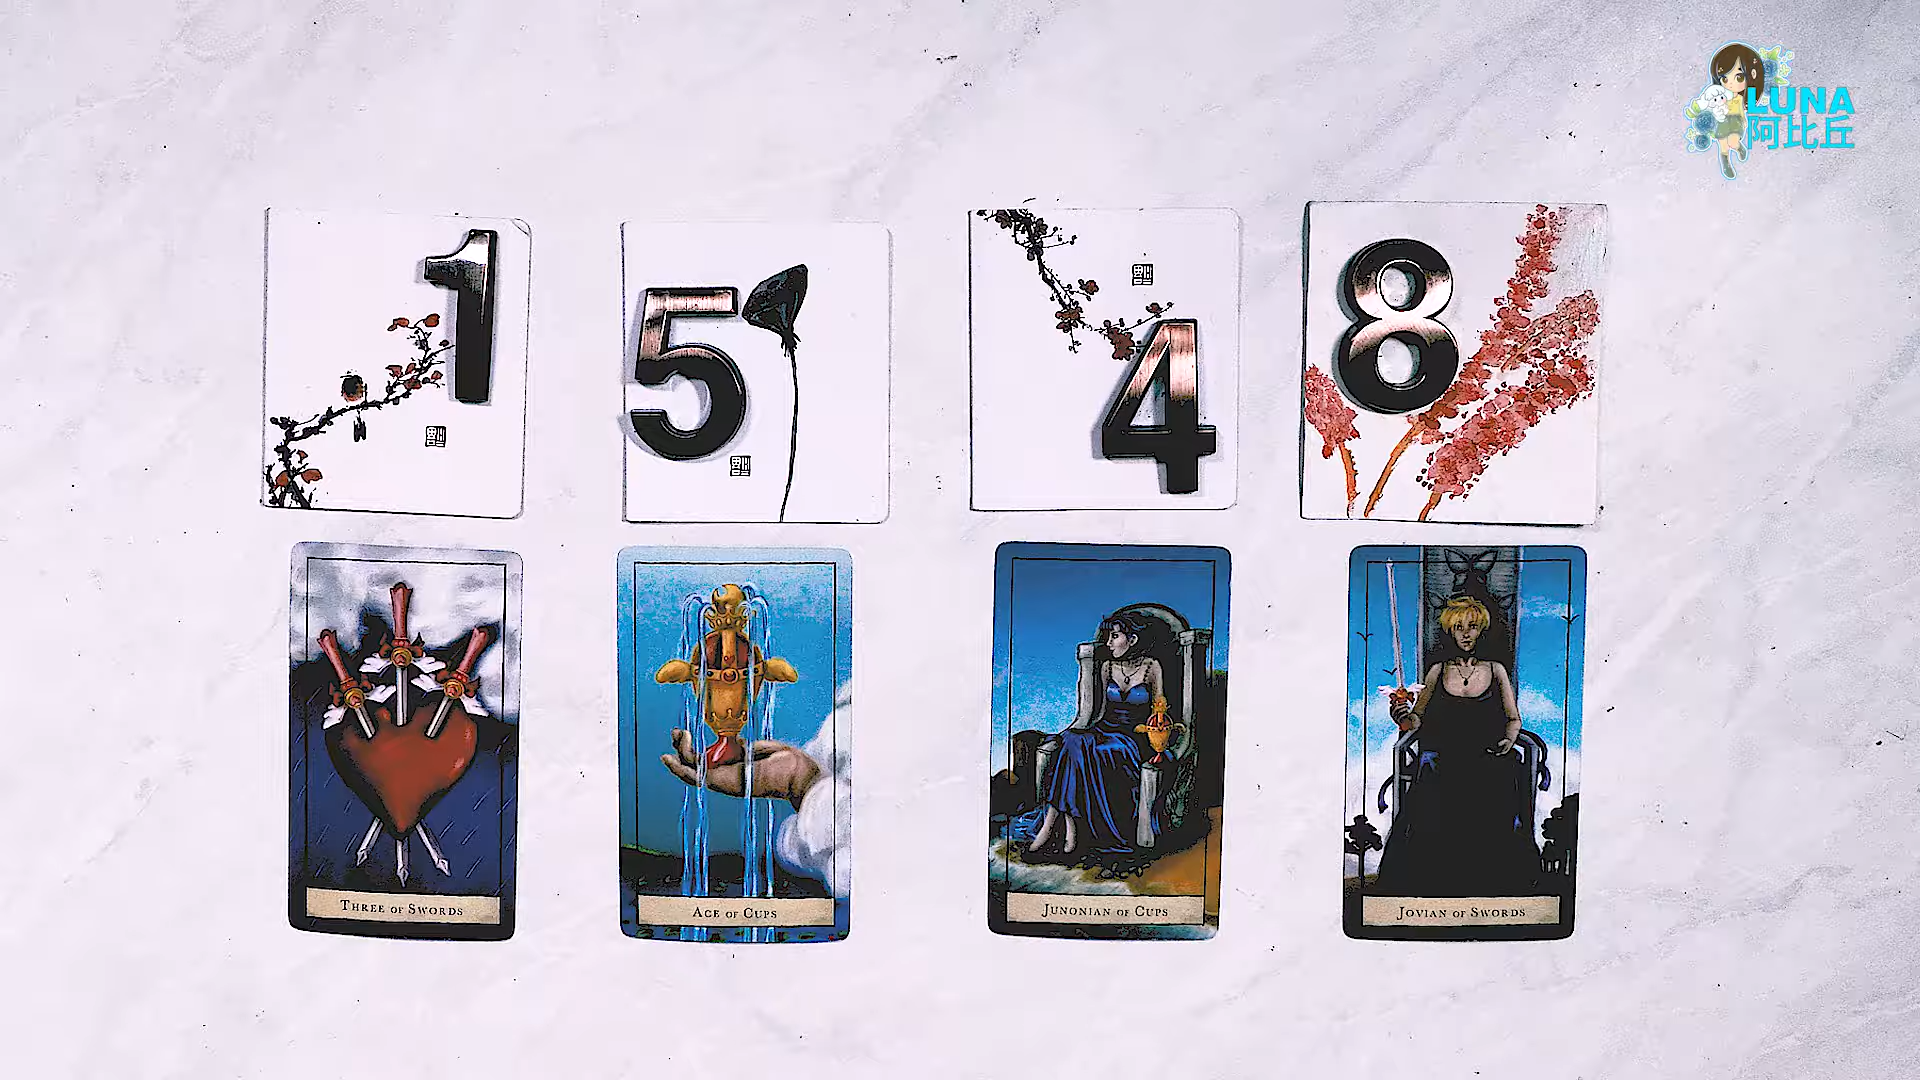 LUNA
阿比丘
1
5
4
8
THREE OF SWORDS
ACE OF CUPS
JUNONIAN OF CUPS
JOVIAN OF SWORDS